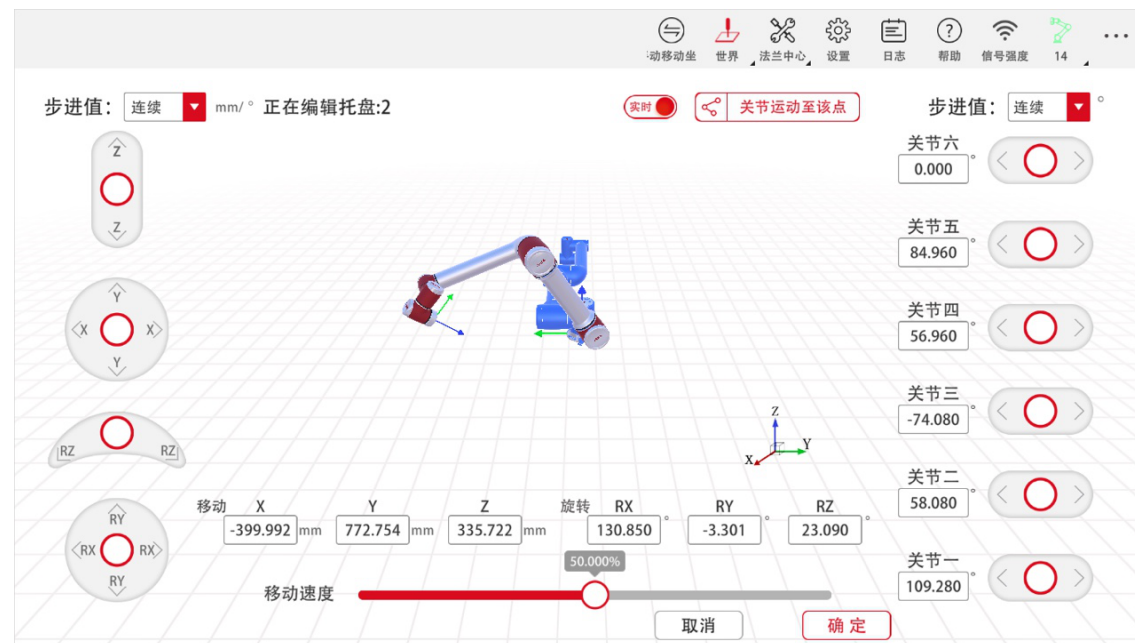 动移动坐 世界 法兰中心 设置 日志 帮助 信号强度 14
步进值: 连续 mm/° 正在编辑托盘:2 实时 关节运动至该点 步进值: 连续 °
Z
Z
Y
X X
Y
RZ RZ
RY
RX RX
RY
关节六
0.000 °
关节五
84.960 °
关节四
56.960 °
关节三
-74.080 °
关节二
58.080 °
关节一
109.280 °
Z
Y
X
移动 X Y Z 旋转 RX RY RZ
-399.992 mm 772.754 mm 335.722 mm 130.850 ° -3.301 ° 23.090 °
50.000%
移动速度
取消 确定